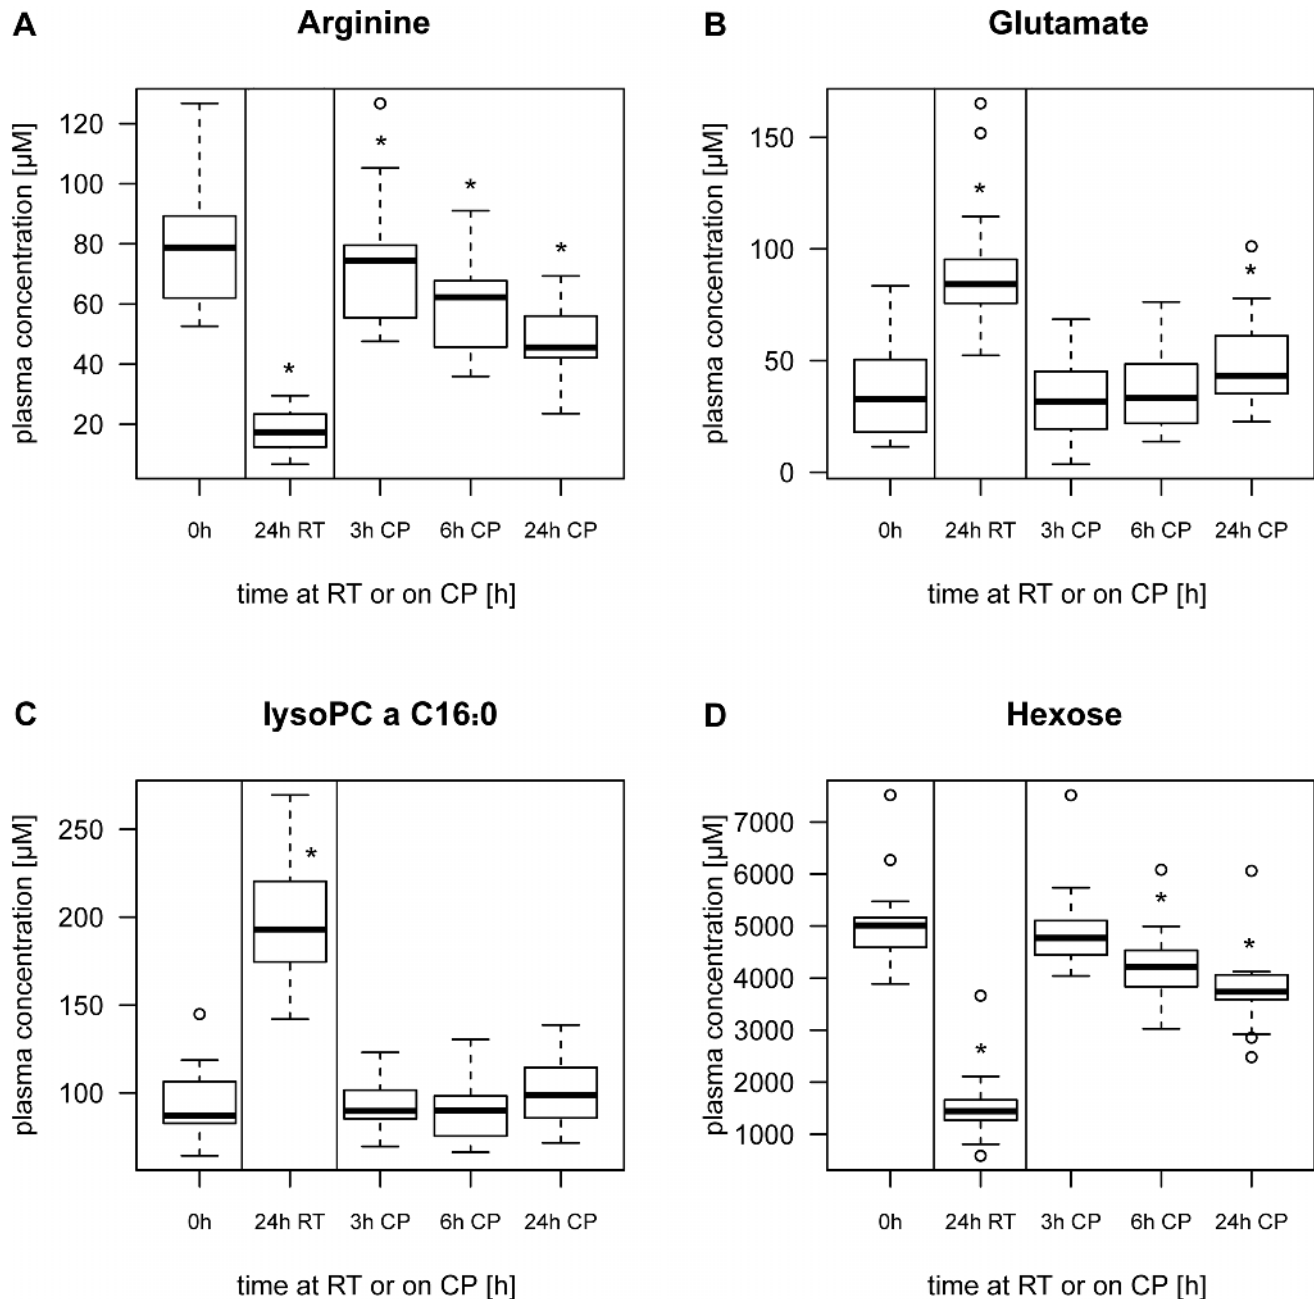 A
Arginine
plasma concentration [µM]
120
100
80
60
40
20
*
*
*
*
0h
24h RT
3h CP
6h CP
24h CP
time at RT or on CP [h]
B
Glutamate
plasma concentration [µM]
150
100
50
0
*
*
0h
24h RT
3h CP
6h CP
24h CP
time at RT or on CP [h]
C
lysoPC a C16:0
plasma concentration [µM]
250
200
150
100
*
0h
24h RT
3h CP
6h CP
24h CP
time at RT or on CP [h]
D
Hexose
plasma concentration [µM]
7000
6000
5000
4000
3000
2000
1000
*
*
*
0h
24h RT
3h CP
6h CP
24h CP
time at RT or on CP [h]